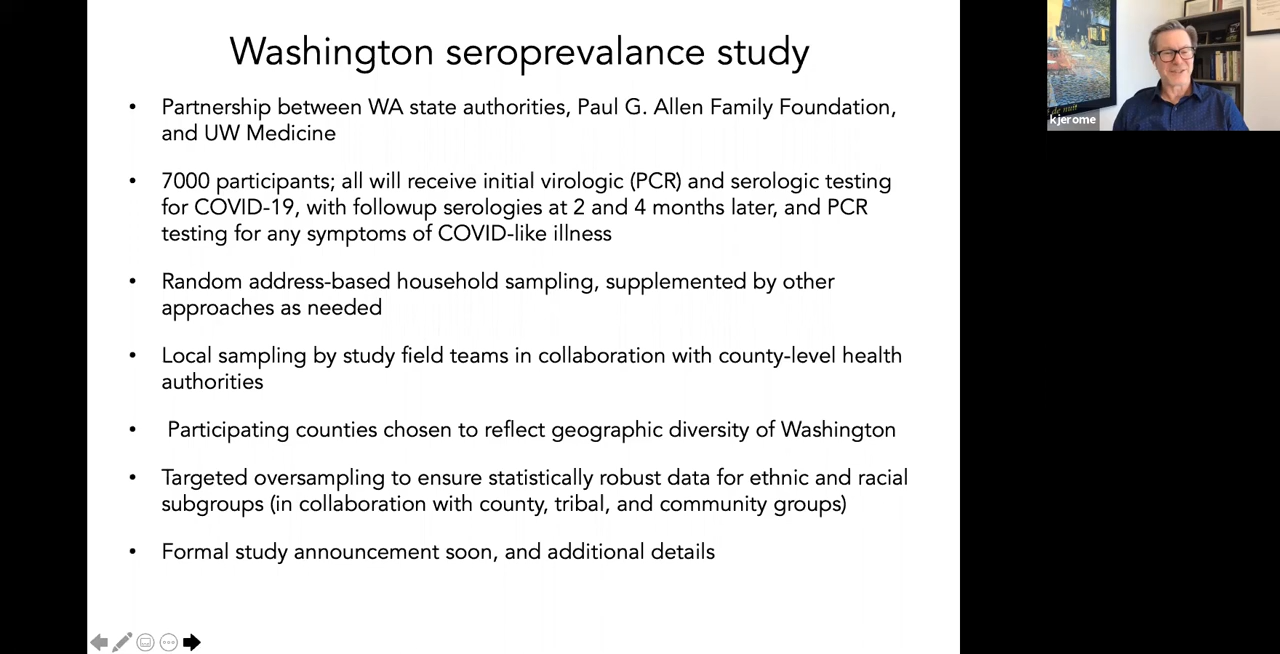 Washington seroprevalance study
• Partnership between WA state authorities, Paul G. Allen Family Foundation,
and UW Medicine
• 7000 participants; all will receive initial virologic (PCR) and serologic testing
for COVID-19, with followup serologies at 2 and 4 months later, and PCR
testing for any symptoms of COVID-like illness
• Random address-based household sampling, supplemented by other
approaches as needed
• Local sampling by study field teams in collaboration with county-level health
authorities
• Participating counties chosen to reflect geographic diversity of Washington
• Targeted oversampling to ensure statistically robust data for ethnic and racial
subgroups (in collaboration with county, tribal, and community groups)
• Formal study announcement soon, and additional details
de nuit
kjerome